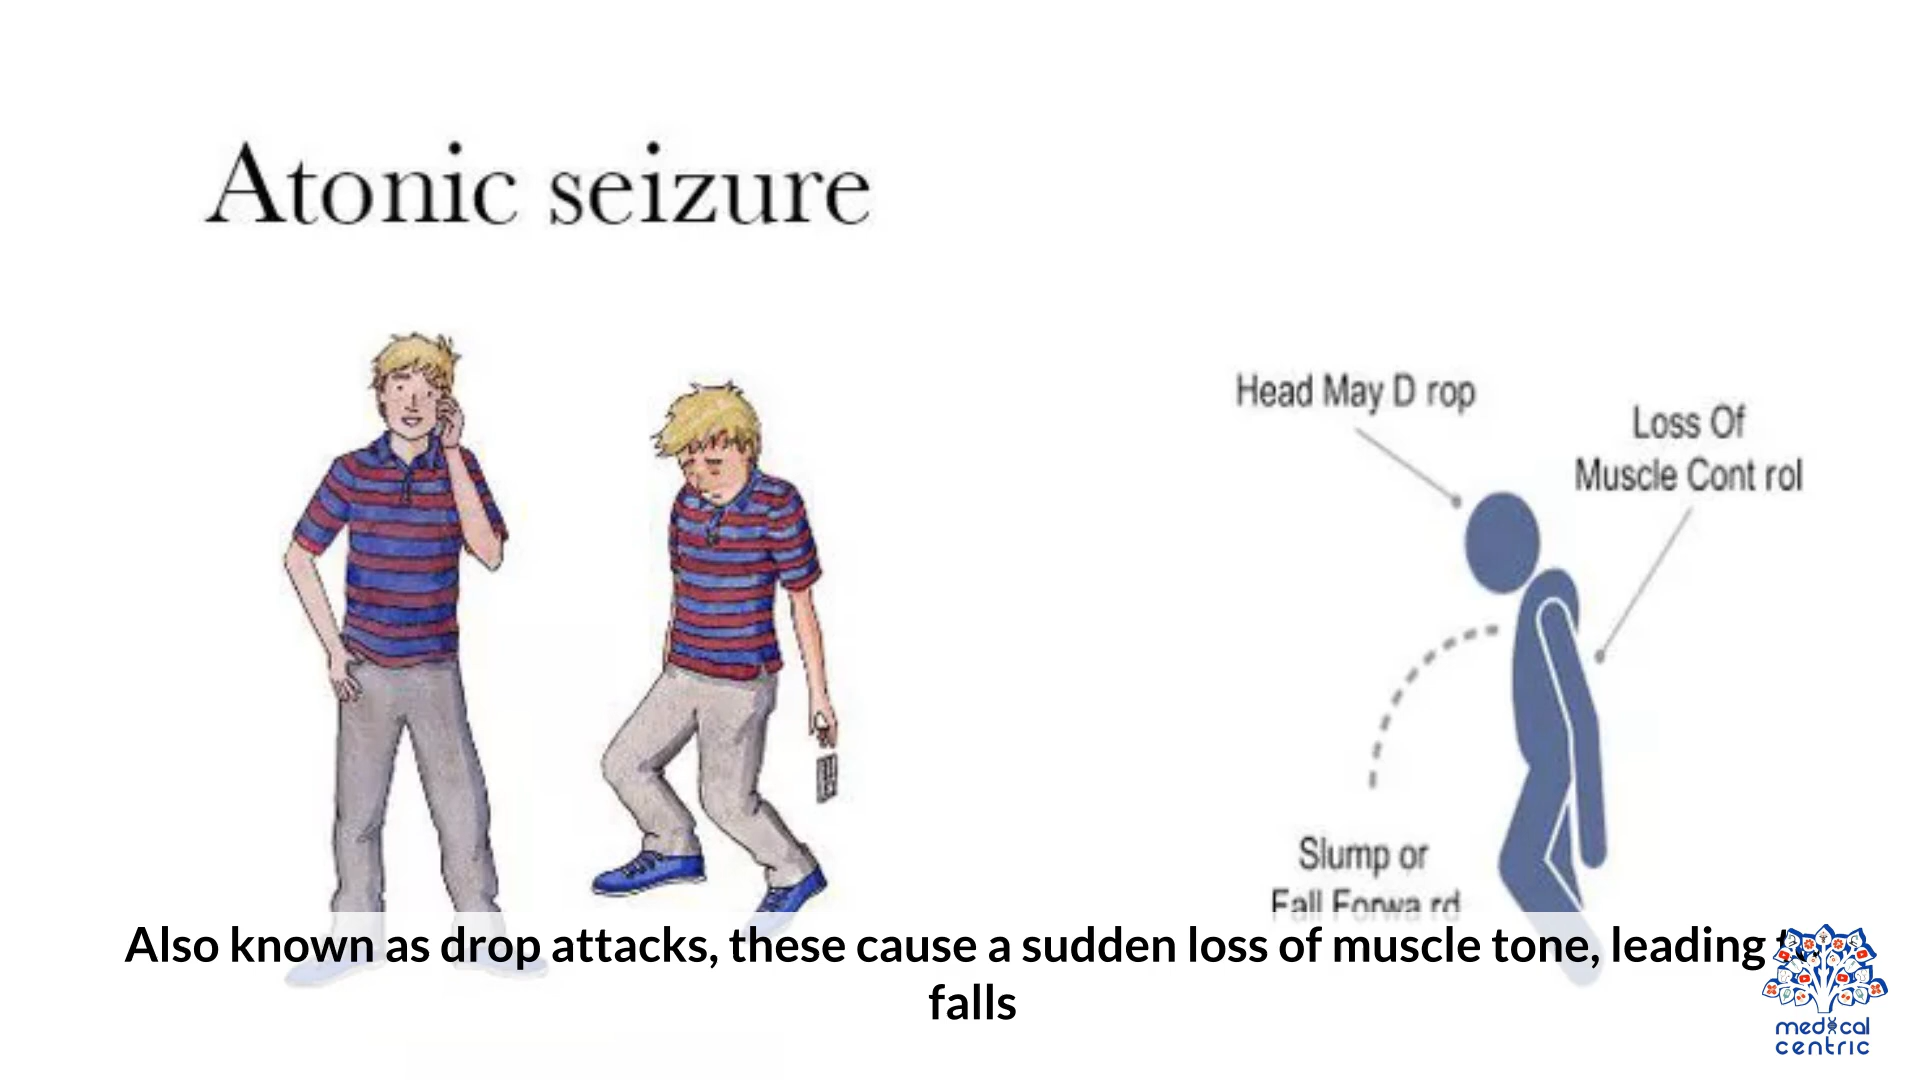 Atonic seizure
Head May D rop
Loss Of
Muscle Cont rol
Slump or
Fall Forwa rd
Also known as drop attacks, these cause a sudden loss of muscle tone, leading
falls
medical
centric